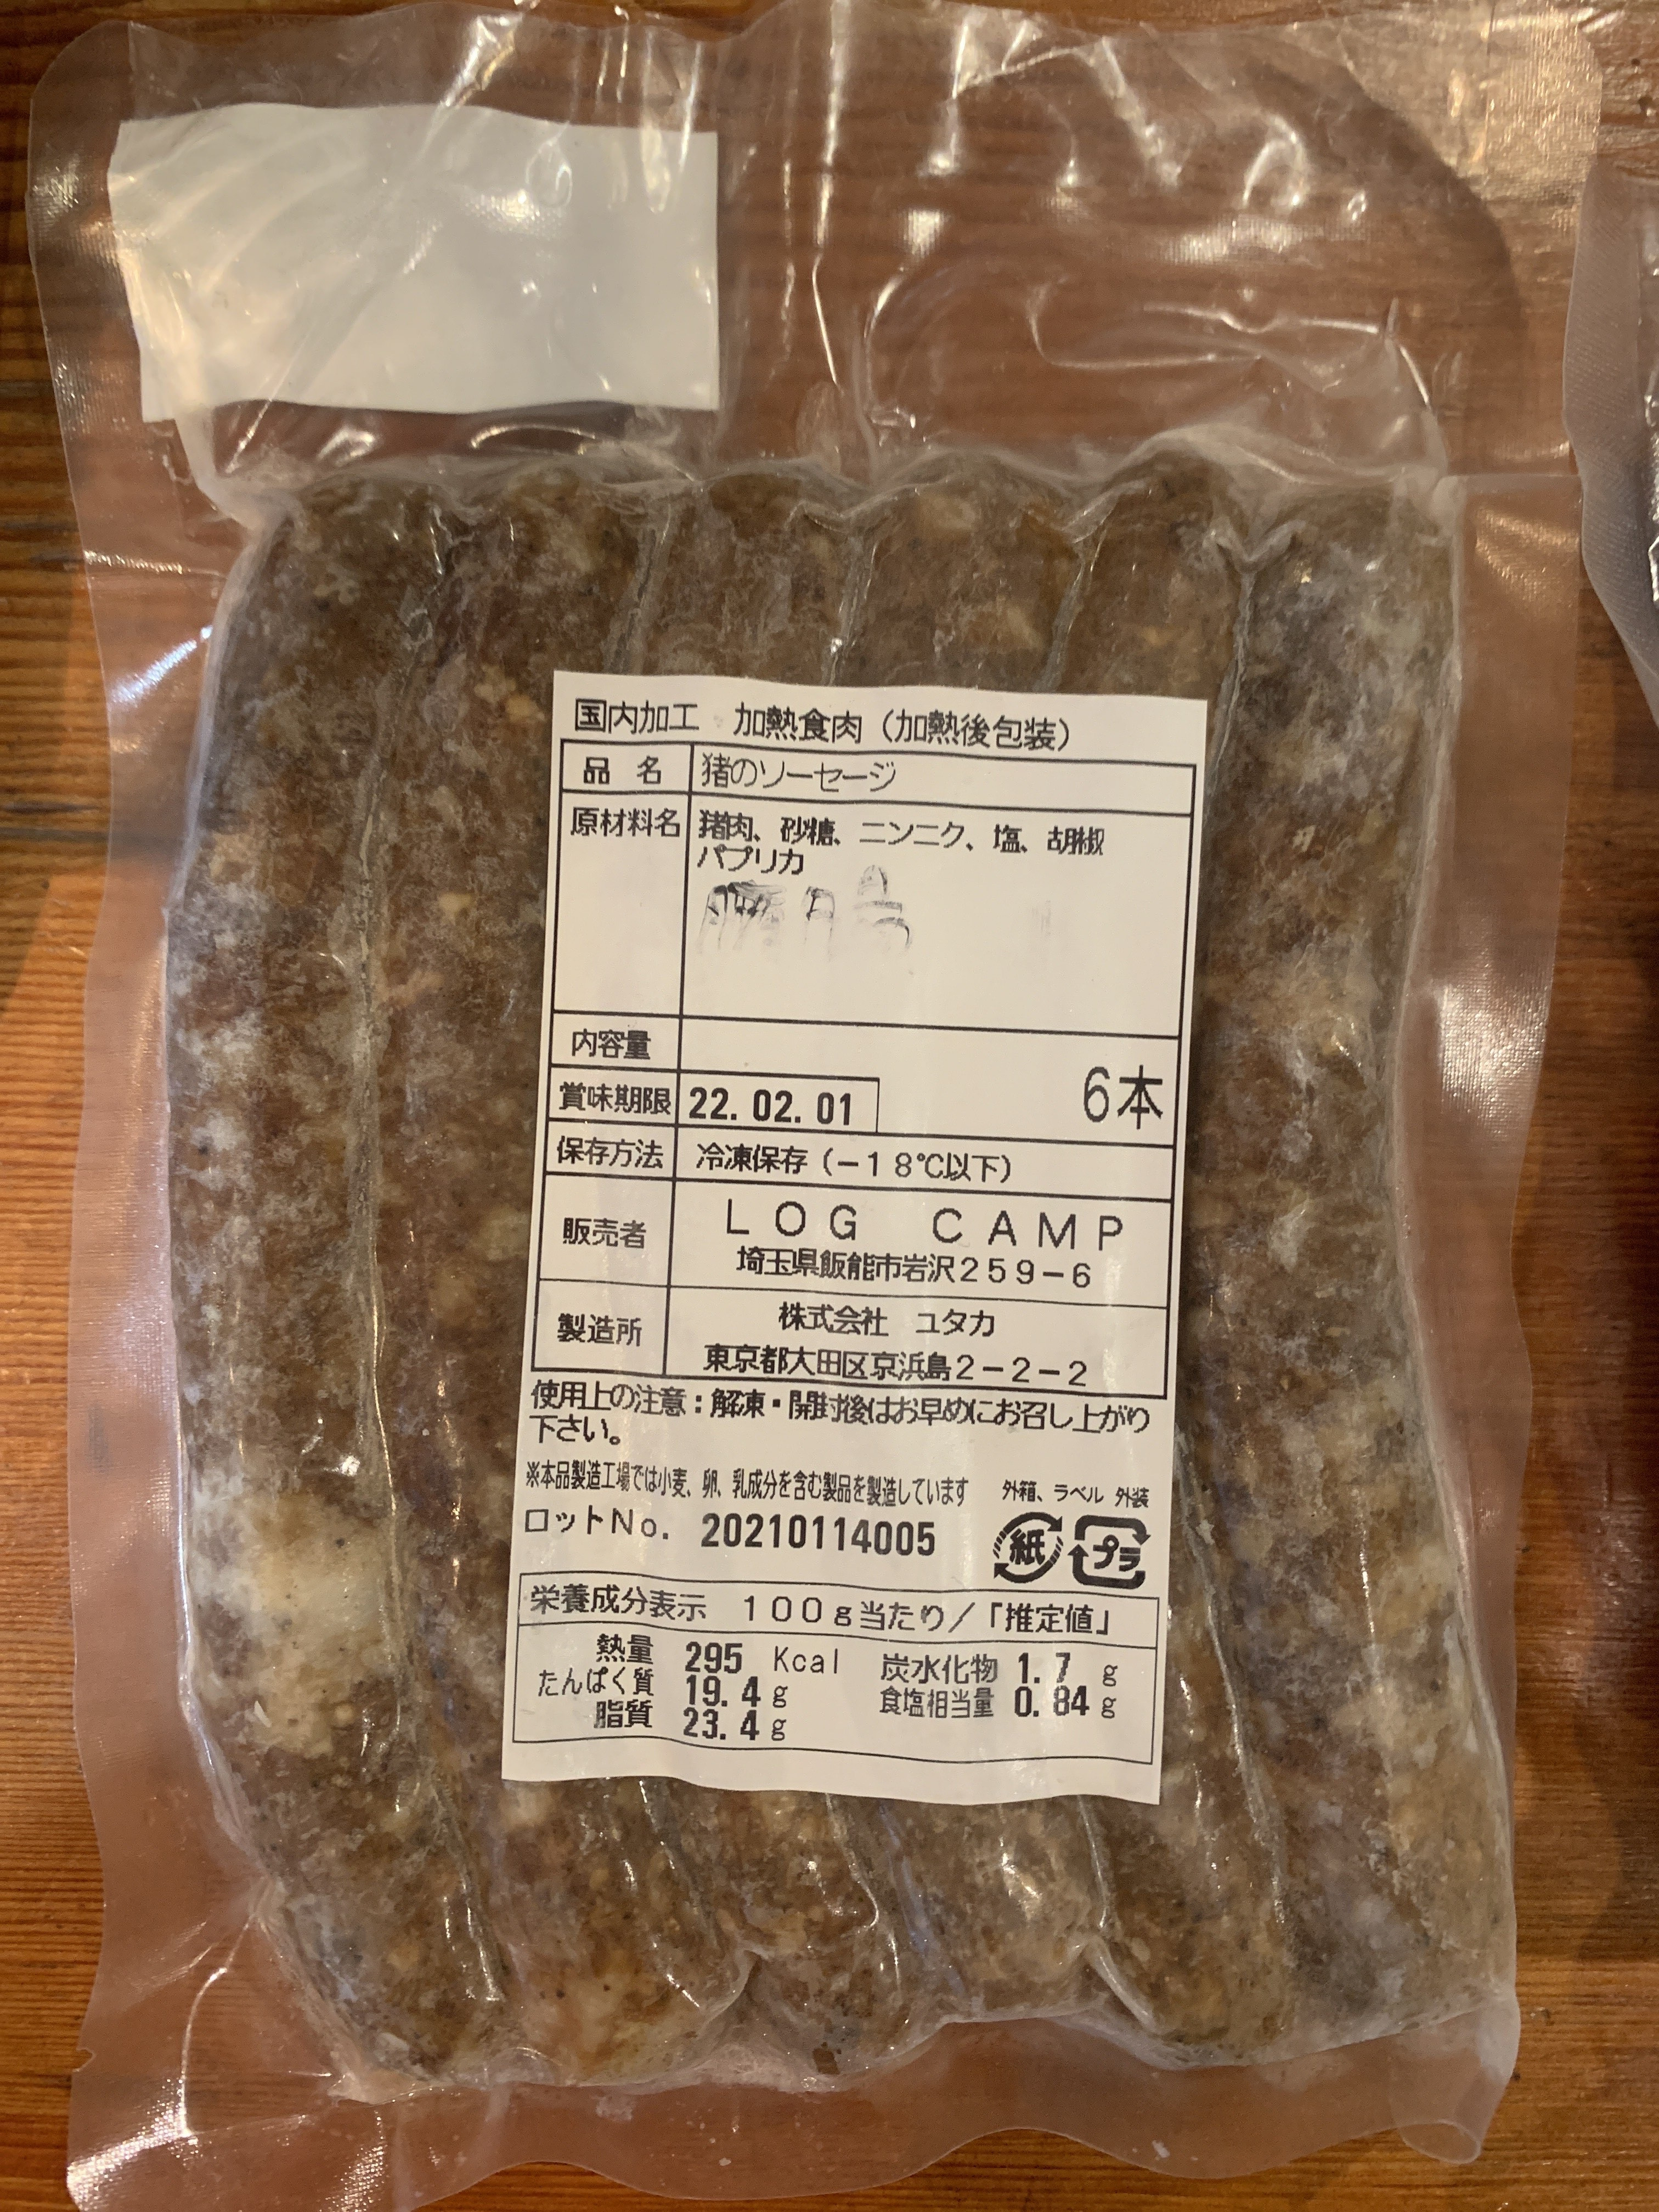 国内加工　加熱食肉（加熱後包装）
品　名　猪のソーセージ
原材料名　猪肉、砂糖、ニンニク、塩、胡椒
パプリカ
内容量　6本
賞味期限　22.02.01
保存方法　冷凍保存（－１８℃以下）
販売者　ＬＯＧ　ＣＡＭＰ
埼玉県飯能市岩沢２５９－６
製造所　株式会社　ユタカ
東京都大田区京浜島２－２－２
使用上の注意：解凍・開封後はお早めにお召し上がり
下さい。
※本品製造工場では小麦、卵、乳成分を含む製品を製造しています
外箱、ラベル　外装
ロットNo.　20210114005　紙　プラ
栄養成分表示　１００ｇ当たり／「推定値」
熱量　295　Kcal　炭水化物　1.7　g
たんぱく質　19.4 g　食塩相当量　0.84 g
脂質　23.4 g